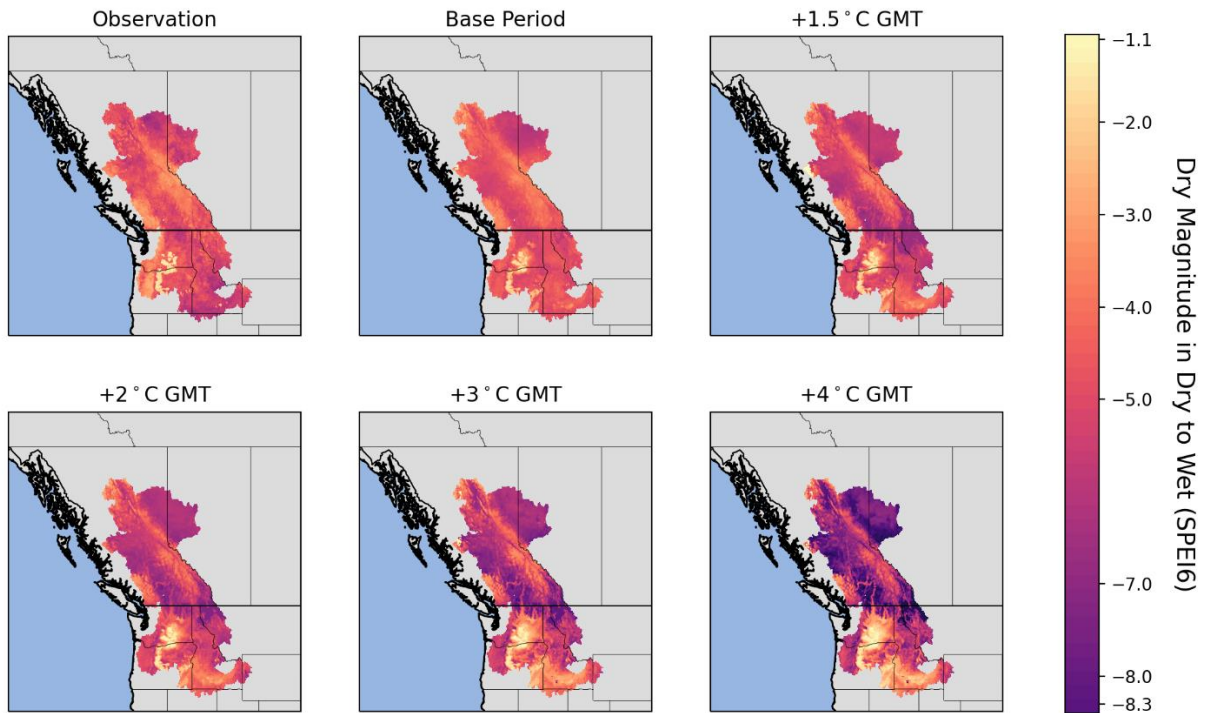 Observation
Base Period
+1.5°C GMT
+2°C GMT
+3°C GMT
+4°C GMT
−1.1
−2.0
−3.0
−4.0
−5.0
−7.0
−8.0
−8.3
Dry Magnitude in Dry to Wet (SPEI6)